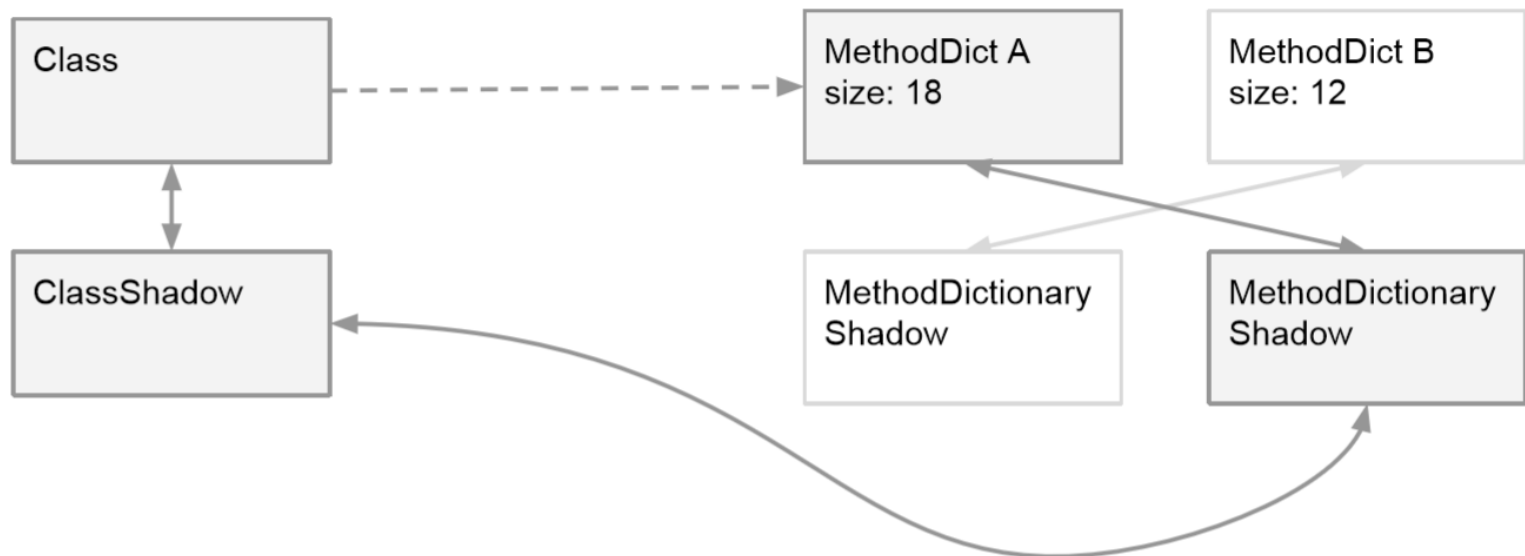 Class
MethodDict A
size: 18
MethodDict B
size: 12
ClassShadow
MethodDictionary
Shadow
MethodDictionary
Shadow